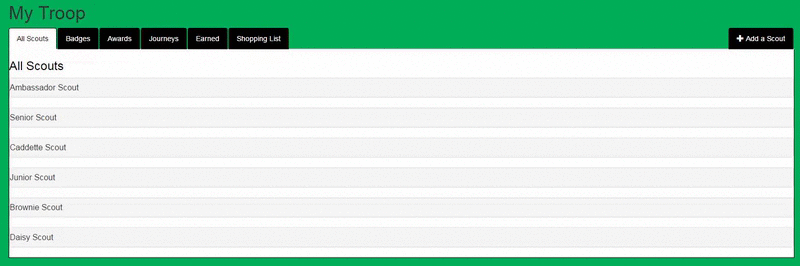 My Troop
All Scouts Badges Awards Journeys Earned Shopping List + Add a Scout
All Scouts
Ambassador Scout
Senior Scout
Caddette Scout
Junior Scout
Brownie Scout
Daisy Scout